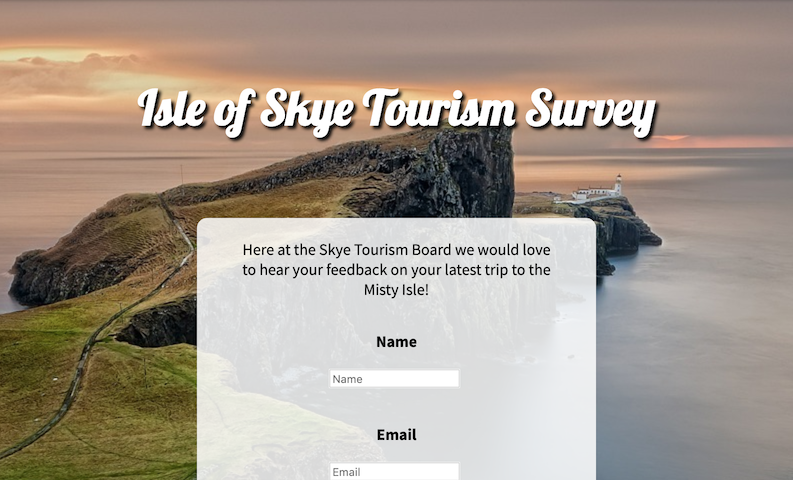 Isle of Skye Tourism Survey
Here at the Skye Tourism Board we would love
to hear your feedback on your latest trip to the
Misty Isle!
Name
Name
Email
Email